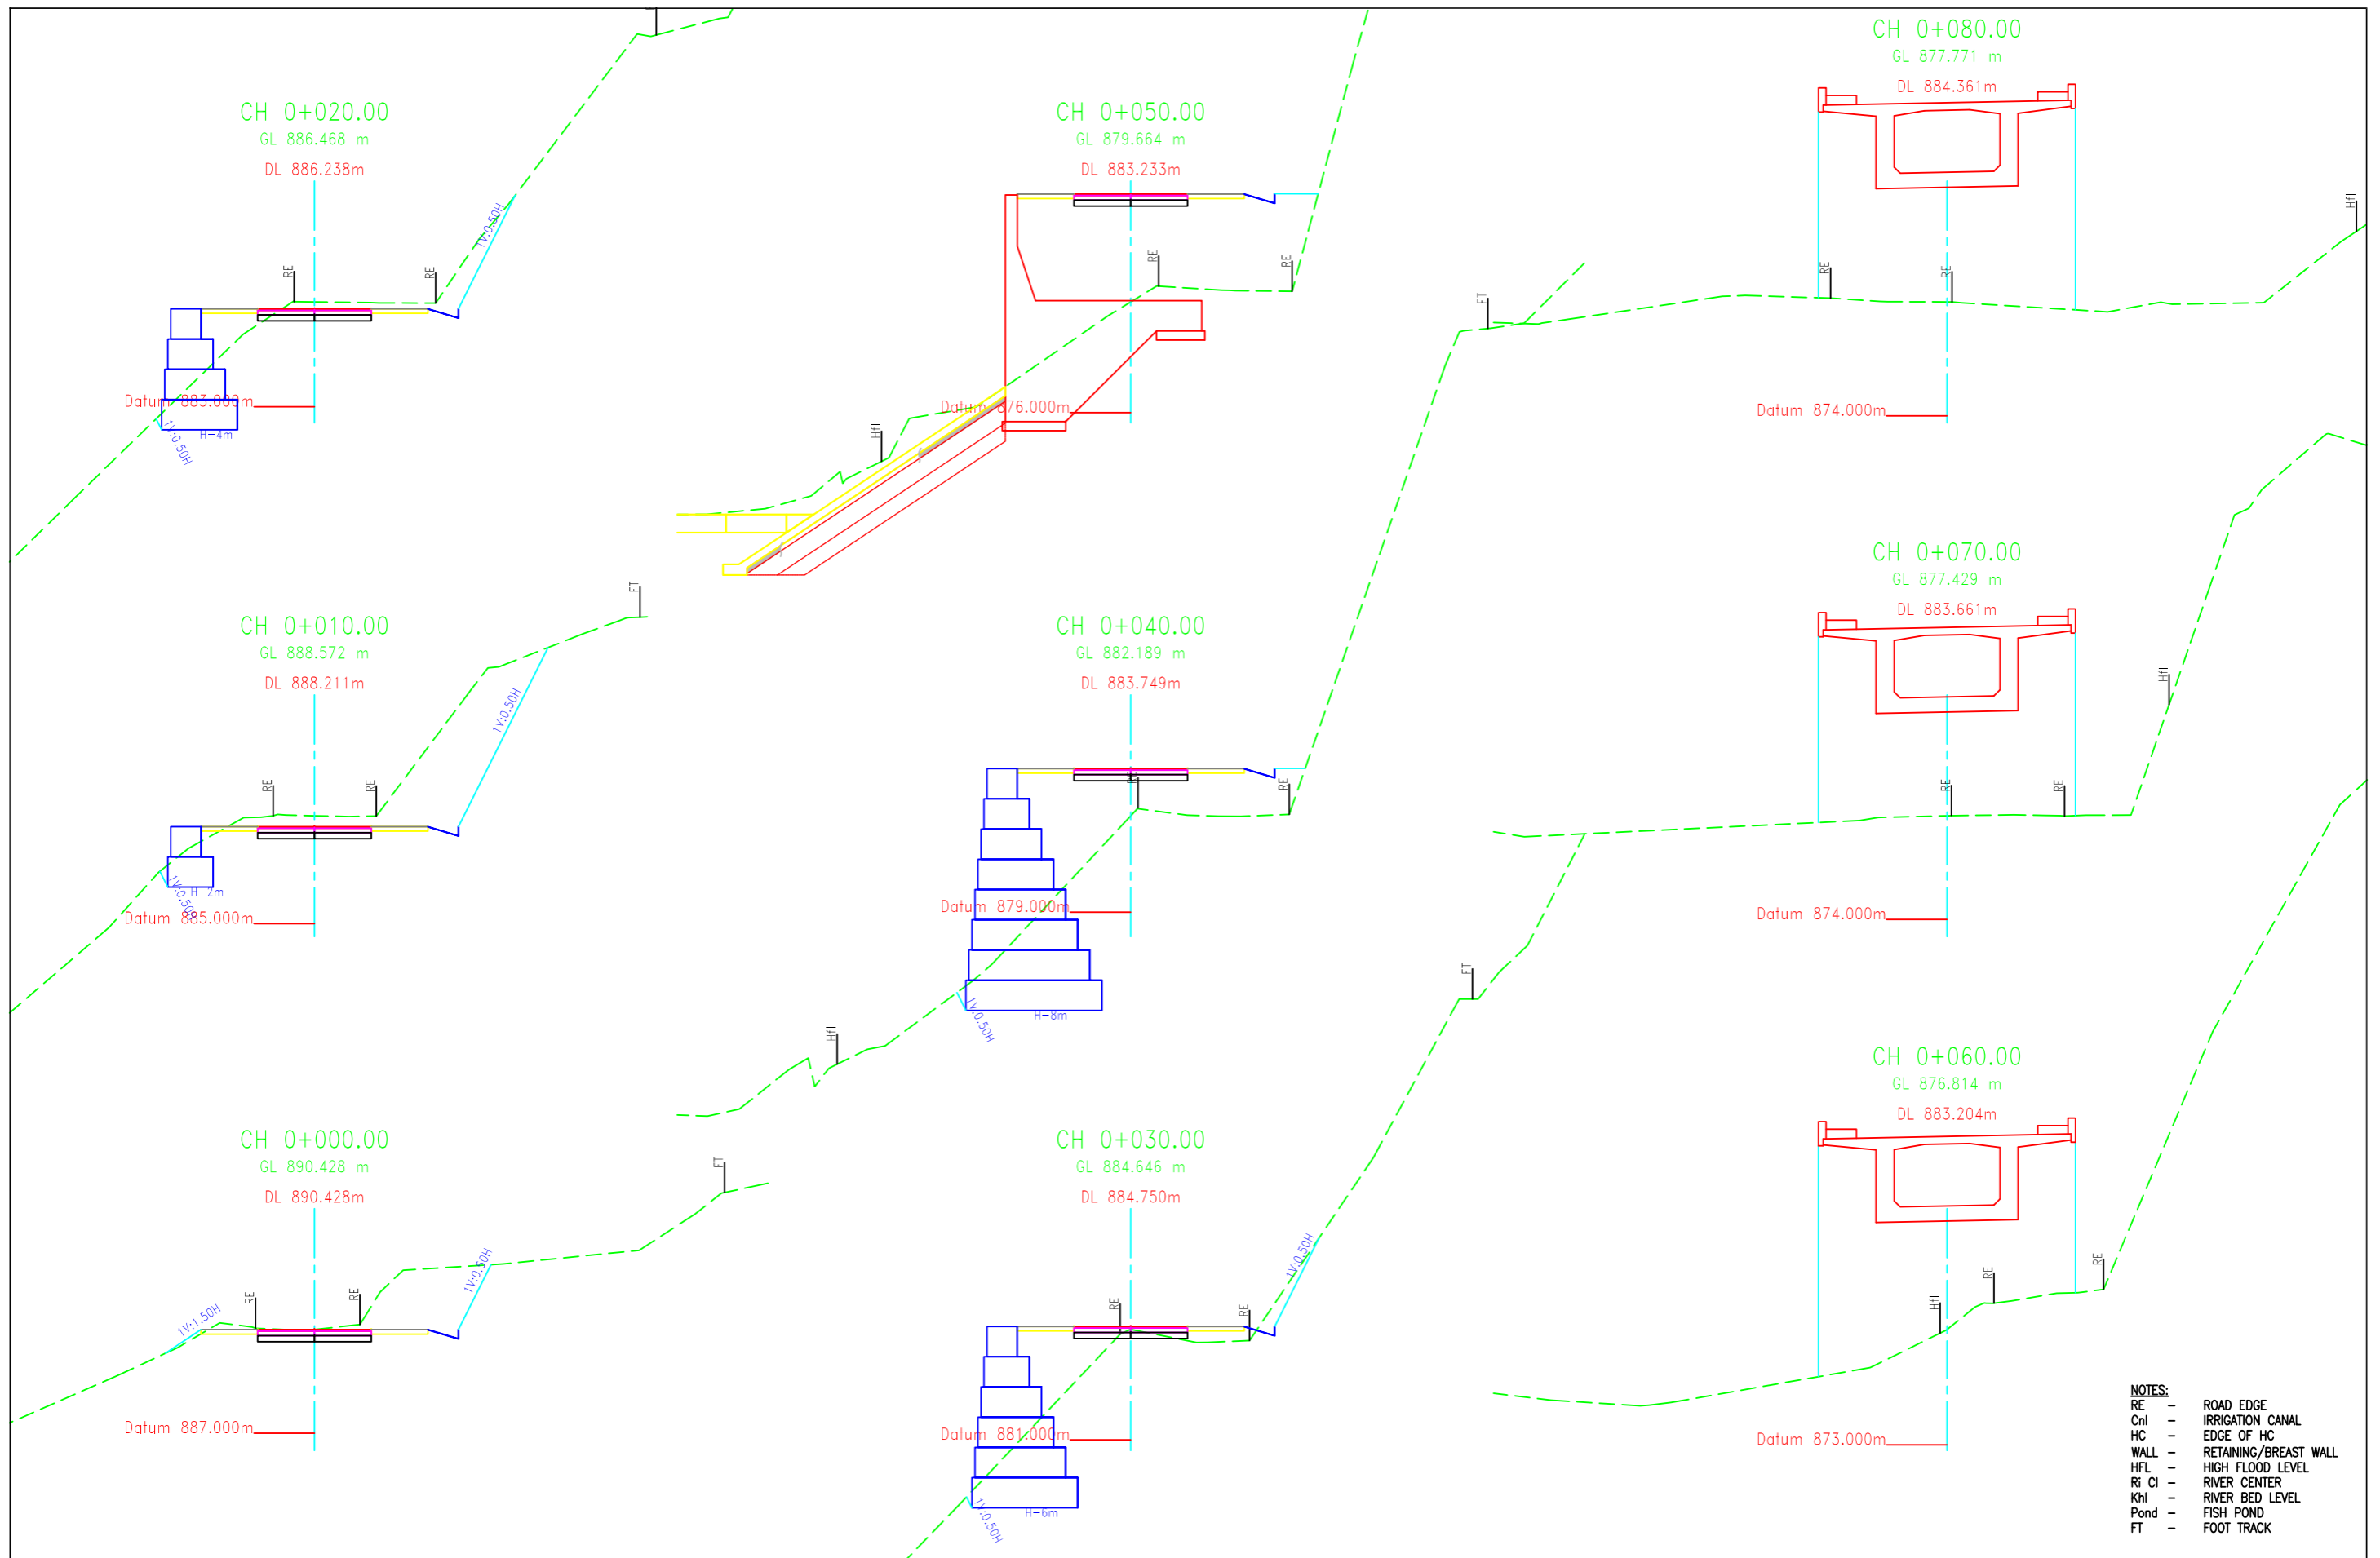 CH 0+020.00
GL 886.468 m
DL 886.238m
RE
RE
1V:0.50H
Datum 883.000m
H-4m
1V:0.50H
CH 0+050.00
GL 879.664 m
DL 883.233m
RE
RE
Hfl
Datum 876.000m
CH 0+080.00
GL 877.771 m
DL 884.361m
RE
RE
Hfl
FT
Datum 874.000m
CH 0+010.00
GL 888.572 m
DL 888.211m
FT
RE
RE
1V:0.50H
H-2m
1V:0.50H
Datum 885.000m
CH 0+040.00
GL 882.189 m
DL 883.749m
RE
RE
Datum 879.000m
H-8m
1V:0.50H
Hfl
CH 0+070.00
GL 877.429 m
DL 883.661m
RE
RE
Hfl
Datum 874.000m
FT
CH 0+000.00
GL 890.428 m
DL 890.428m
FT
1V:1.50H
RE
RE
1V:0.50H
Datum 887.000m
CH 0+030.00
GL 884.646 m
DL 884.750m
RE
RE
1V:0.50H
Datum 881.000m
H-6m
1V:0.50H
CH 0+060.00
GL 876.814 m
DL 883.204m
Hfl
RE
RE
Datum 873.000m
NOTES:
RE – ROAD EDGE
Cnl – IRRIGATION CANAL
HC – EDGE OF HC
WALL – RETAINING/BREAST WALL
HFL – HIGH FLOOD LEVEL
Ri Cl – RIVER CENTER
Khl – RIVER BED LEVEL
Pond – FISH POND
FT – FOOT TRACK